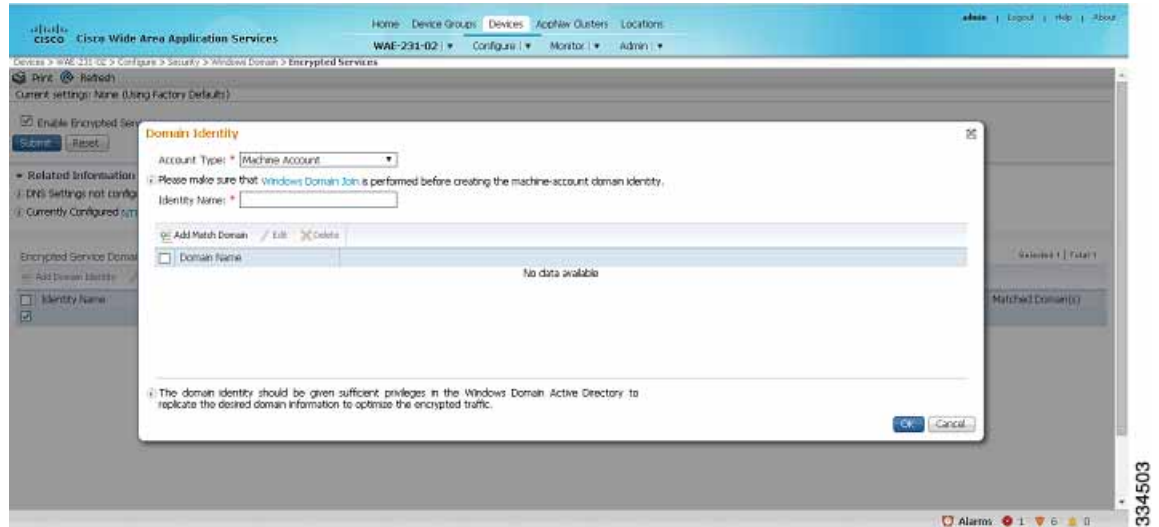 Home Device Groups Devices AppNav Clusters Locations
admin | Logout | Help | About
cisco Cisco Wide Area Application Services
WAE-231-02 Configure Monitor Admin
Devices > WAE-231-02 > Configure > Security > Windows Domain > Encrypted Services
Print Refresh
Current settings: None (Using Factory Defaults)
Enable Encrypted Serv
Submit Reset
Domain Identity
Account Type: * Machine Account
Related Information
Please make sure that Windows Domain Join is performed before creating the machine-account domain identity.
DNS Settings not configu
Identity Name: *
Currently Configured NT
Add Match Domain Edit Delete
Encrypted Service Domai
Domain Name
Selected 1 | Total 1
Add Domain Identity
No data available
Identity Name
Matched Domain(s)
The domain identity should be given sufficient privileges in the Windows Domain Active Directory to
replicate the desired domain information to optimize the encrypted traffic.
OK Cancel
Alarms 1 6 0
334503